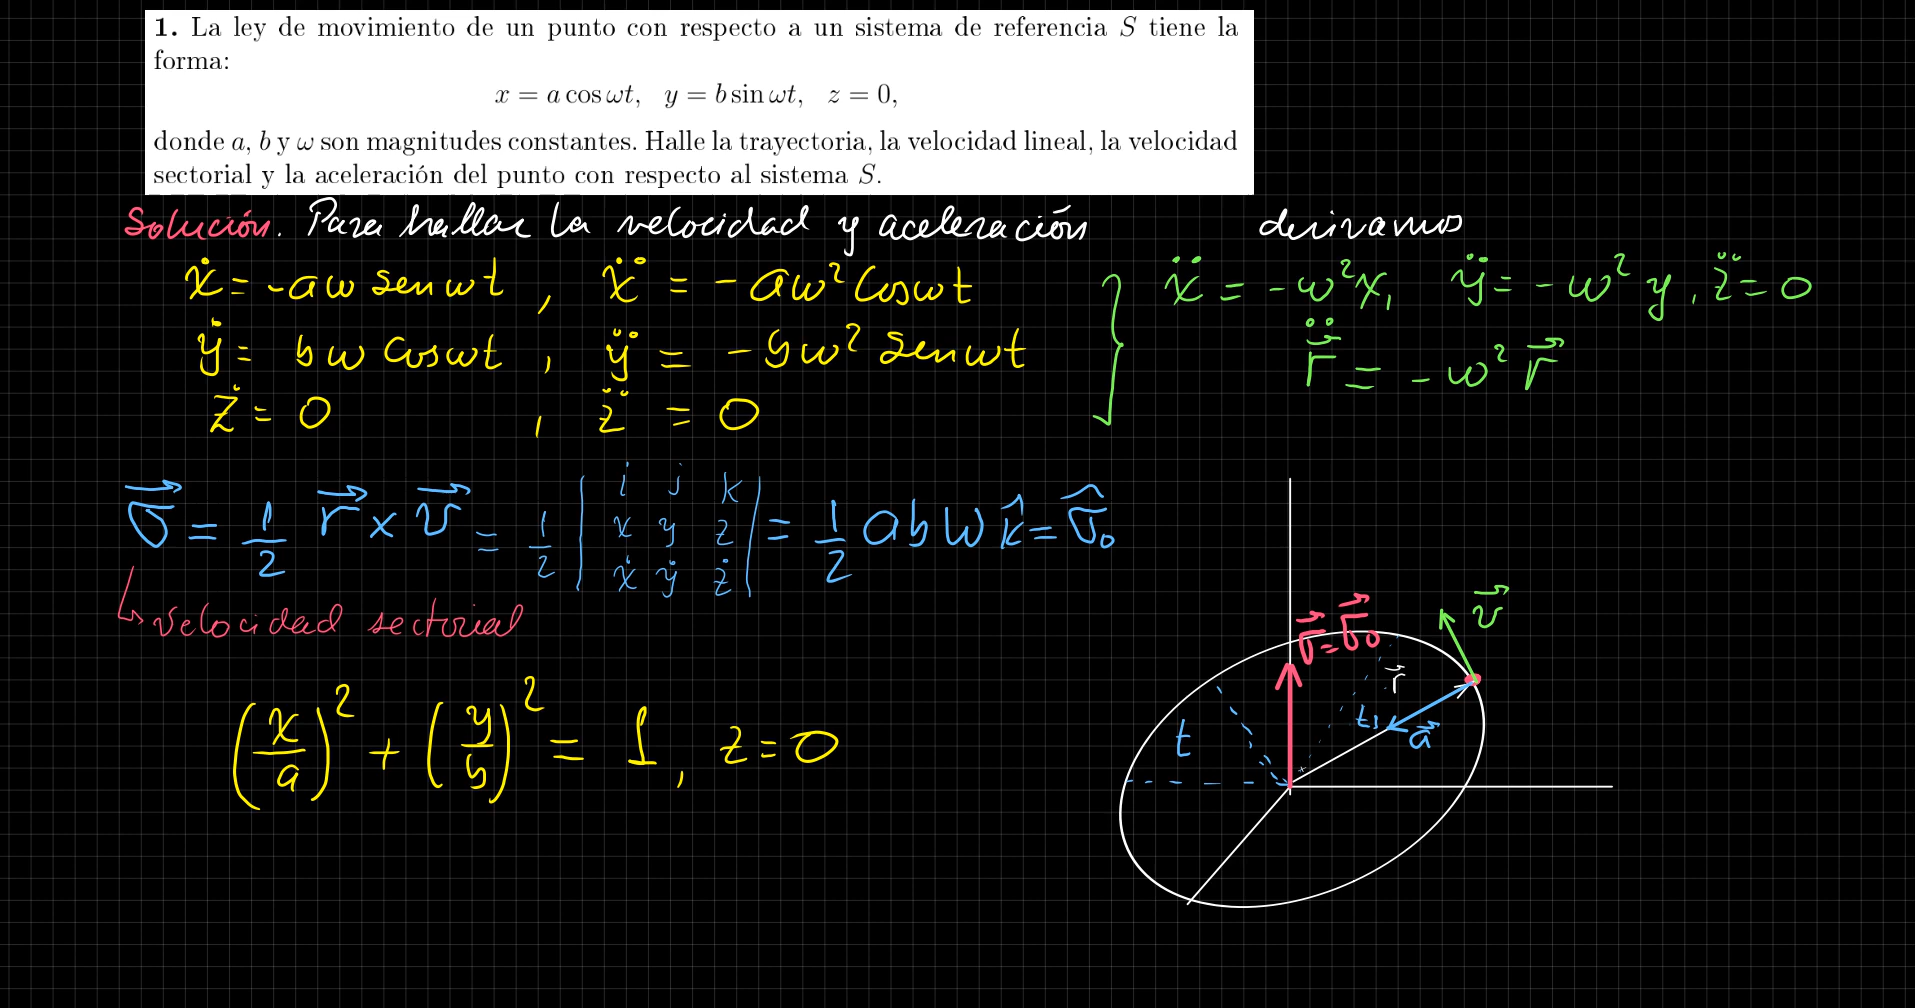 1. La ley de movimiento de un punto con respecto a un sistema de referencia S tiene la
forma:
x = a cos ωt, y = b sin ωt, z = 0,
donde a, b y ω son magnitudes constantes. Halle la trayectoria, la velocidad lineal, la velocidad
sectorial y la aceleración del punto con respecto al sistema S.
Solución. Para hallar la velocidad y aceleración derivamos
ẋ = -aω sen ωt , ẍ = -aω² cos ωt } ẍ = -ω²x, ÿ = -ω²y, z̈ = 0
ẏ = bω cos ωt , ÿ = -bω² sen ωt r⃗̈ = -ω² r⃗
ż = 0 , z̈ = 0
σ⃗ = 1/2 r⃗ × v⃗ = 1/2 | i j k
x y z
ẋ ẏ ż | = 1/2 abω k̂ = σ⃗₀
↳ velocidad sectorial
(x/a)² + (y/b)² = 1, z = 0
v⃗
σ⃗ = σ⃗₀
r⃗
t
t₁
a⃗